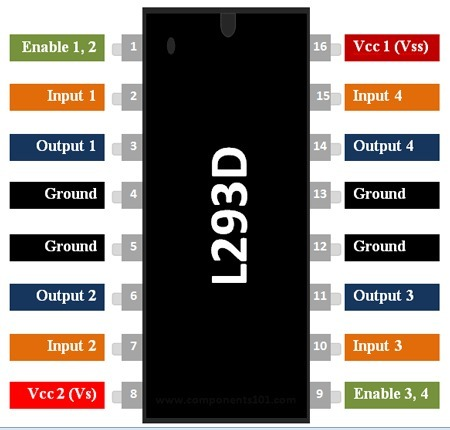 Enable 1, 2
1
16
Vcc 1 (Vss)
Input 1
2
15
Input 4
Output 1
3
14
Output 4
Ground
4
13
Ground
L293D
Ground
5
12
Ground
Output 2
6
11
Output 3
Input 2
7
10
Input 3
Vcc 2 (Vs)
8
www.components101.com
9
Enable 3, 4